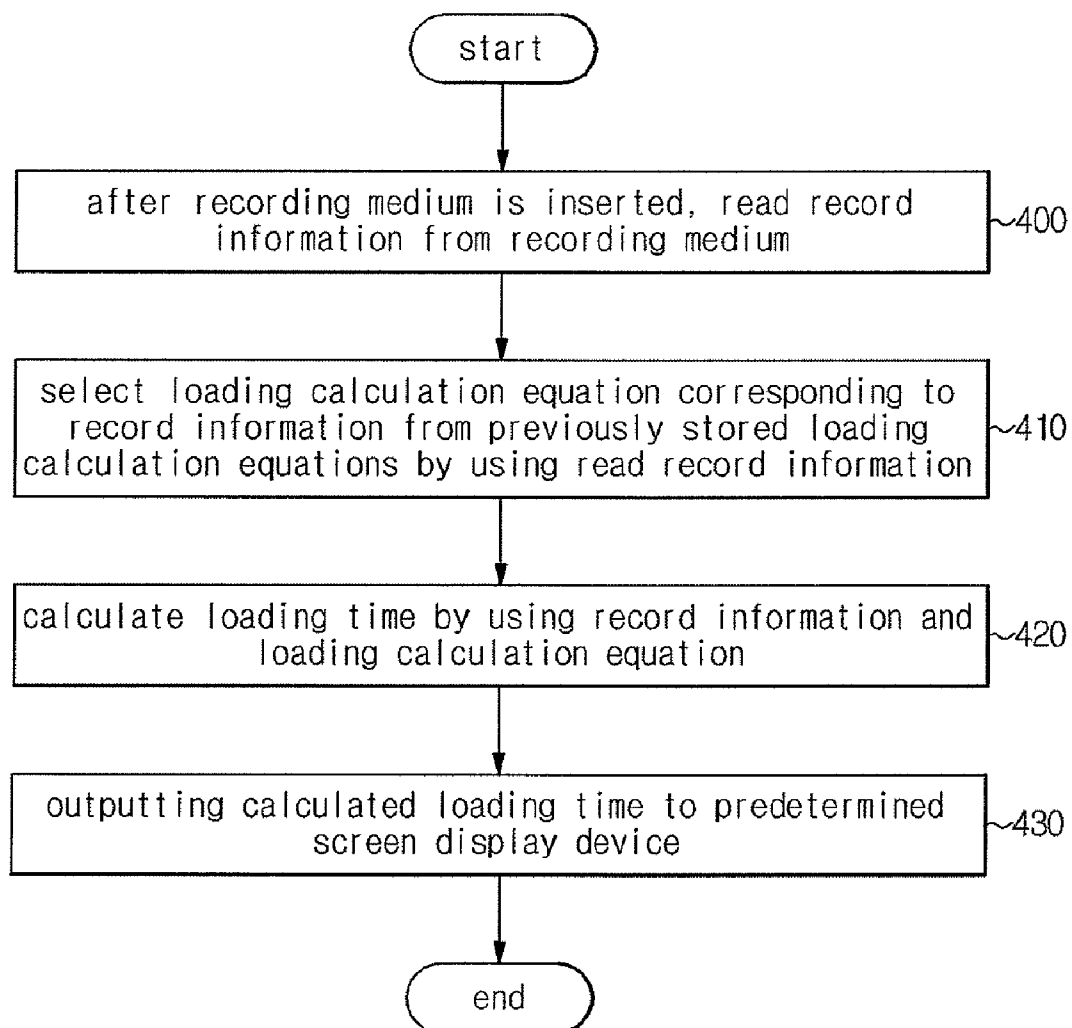 start
after recording medium is inserted, read record
information from recording medium
~400
select loading calculation equation corresponding to
record information from previously stored loading
calculation equations by using read record information
~410
calculate loading time by using record information and
loading calculation equation
~420
outputting calculated loading time to predetermined
screen display device
~430
end